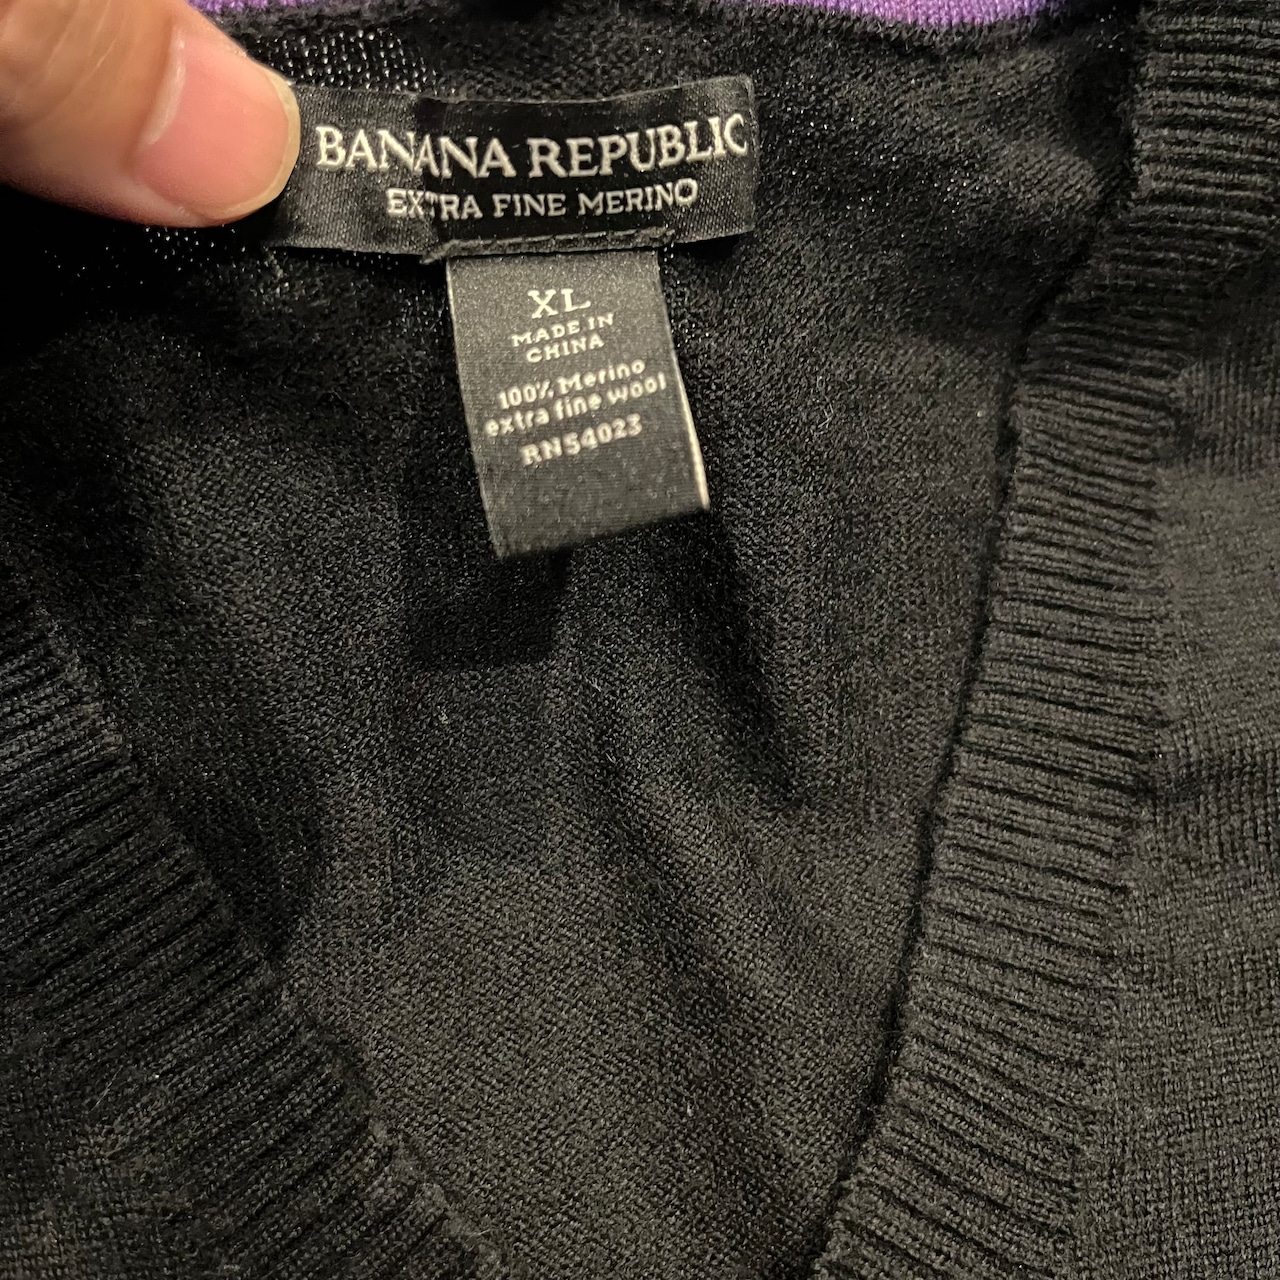 BANANA REPUBLIC
EXTRA FINE MERINO
XL
MADE IN
CHINA
100% Merino
extra fine wool
RN54023